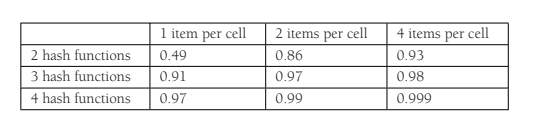 1 item per cell 2 items per cell 4 items per cell
2 hash functions 0.49 0.86 0.93
3 hash functions 0.91 0.97 0.98
4 hash functions 0.97 0.99 0.999